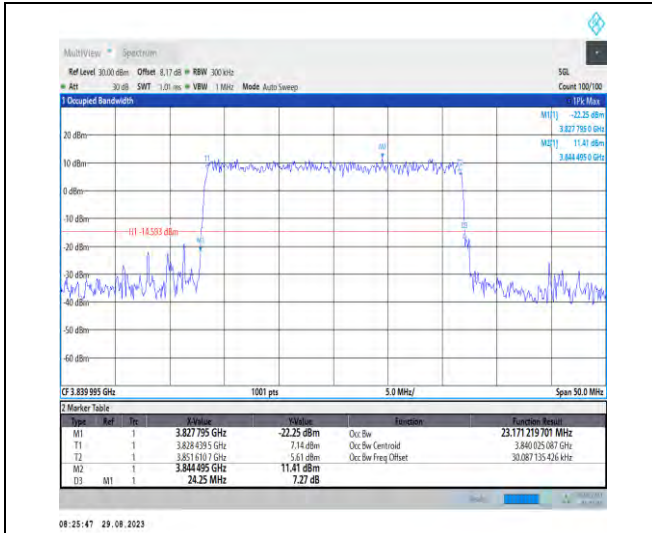 MultiView Spectrum
Ref Level 30.00 dBm Offset 8.17 dB RBW 300 kHz SGL
Att 30 dB SWT 1.01 ms VBW 1 MHz Mode Auto Sweep Count 100/100
1 Occupied Bandwidth 1Pk Max
M1[1] -22.25 dBm
3.827 795 0 GHz
M2[1] 11.41 dBm
3.844 495 0 GHz
20 dBm
10 dBm
0 dBm
-10 dBm
H1 -14.593 dBm
-20 dBm
-30 dBm
-40 dBm
-50 dBm
-60 dBm
T1
M2
M1
D3
CF 3.839 995 GHz 1001 pts 5.0 MHz/ Span 50.0 MHz
2 Marker Table
Type Ref Trc X-Value Y-Value Function Function Result
M1 1 3.827 795 GHz -22.25 dBm Occ Bw 23.171 219 701 MHz
T1 1 3.828 439 5 GHz 7.14 dBm Occ Bw Centroid 3.840 025 087 GHz
T2 1 3.851 610 7 GHz 5.61 dBm Occ Bw Freq Offset 30.087 135 426 kHz
M2 1 3.844 495 GHz 11.41 dBm
D3 M1 1 24.25 MHz 7.27 dB
08:25:47 29.08.2023